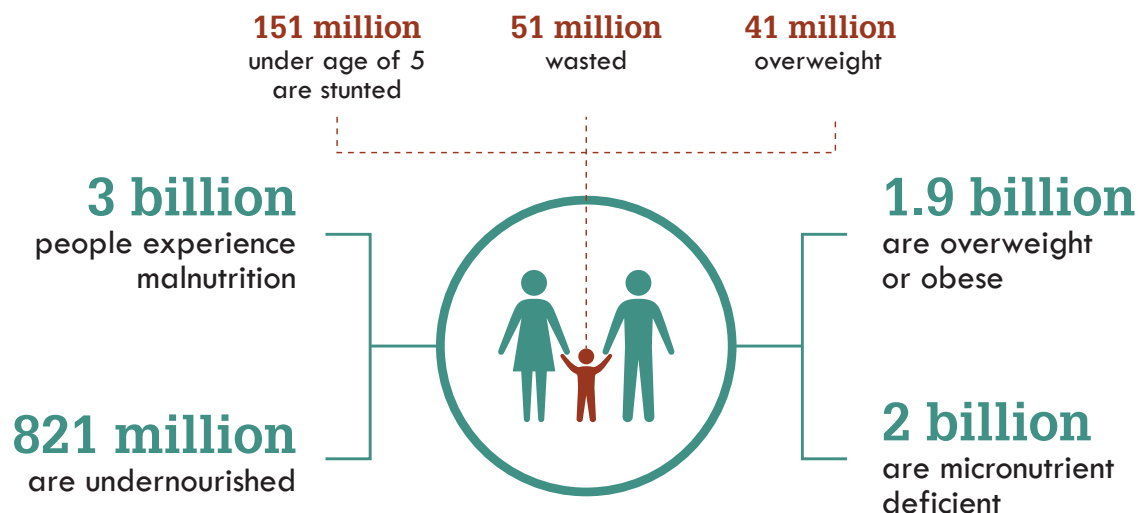 151 million
under age of 5
are stunted
51 million
wasted
41 million
overweight
3 billion
people experience
malnutrition
1.9 billion
are overweight
or obese
821 million
are undernourished
2 billion
are micronutrient
deficient